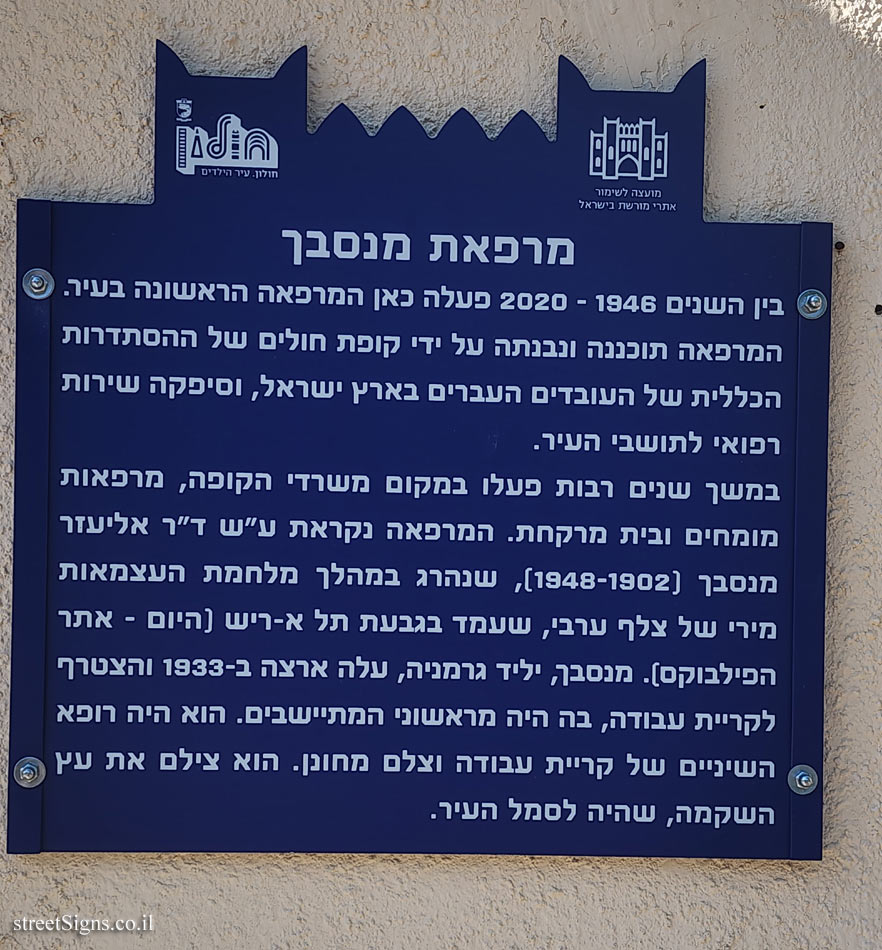 חולון
חולון. עיר הילדים
מועצה לשימור
אתרי מורשת בישראל
מרפאת מנסבך
בין השנים 1946 - 2020 פעלה כאן המרפאה הראשונה בעיר.
המרפאה תוכננה ונבנתה על ידי קופת חולים של ההסתדרות
הכללית של העובדים העברים בארץ ישראל, וסיפקה שירות
רפואי לתושבי העיר.
במשך שנים רבות פעלו במקום משרדי הקופה, מרפאות
מומחים ובית מרקחת. המרפאה נקראת ע"ש ד"ר אליעזר
מנסבך (1948-1902), שנהרג במהלך מלחמת העצמאות
מירי של צלף ערבי, שעמד בגבעת תל א-ריש (היום - אתר
הפילבוקס). מנסבך, יליד גרמניה, עלה ארצה ב-1933 והצטרף
לקריית עבודה, בה היה מראשוני המתיישבים. הוא היה רופא
השיניים של קריית עבודה וצלם מחונן. הוא צילם את עץ
השקמה, שהיה לסמל העיר.
streetSigns.co.il